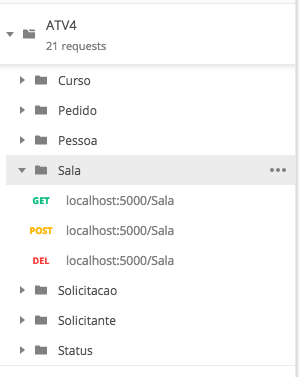 ATV4
21 requests
Curso
Pedido
Pessoa
Sala
GET localhost:5000/Sala
POST localhost:5000/Sala
DEL localhost:5000/Sala
Solicitacao
Solicitante
Status